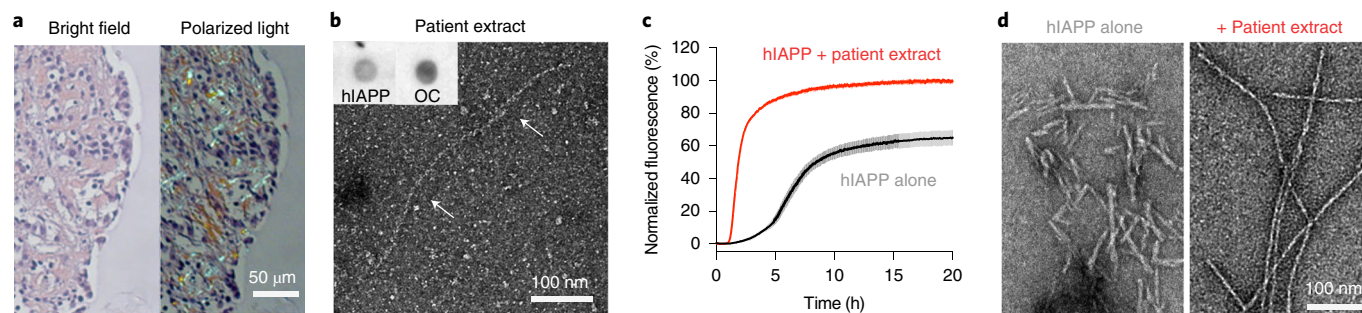 a
Bright field
Polarized light
50 μm
b
Patient extract
hIAPP
OC
100 nm
c
Normalized fluorescence (%)
120
100
80
60
40
20
0
hIAPP + patient extract
hIAPP alone
0
5
10
15
20
Time (h)
d
hIAPP alone
+ Patient extract
100 nm